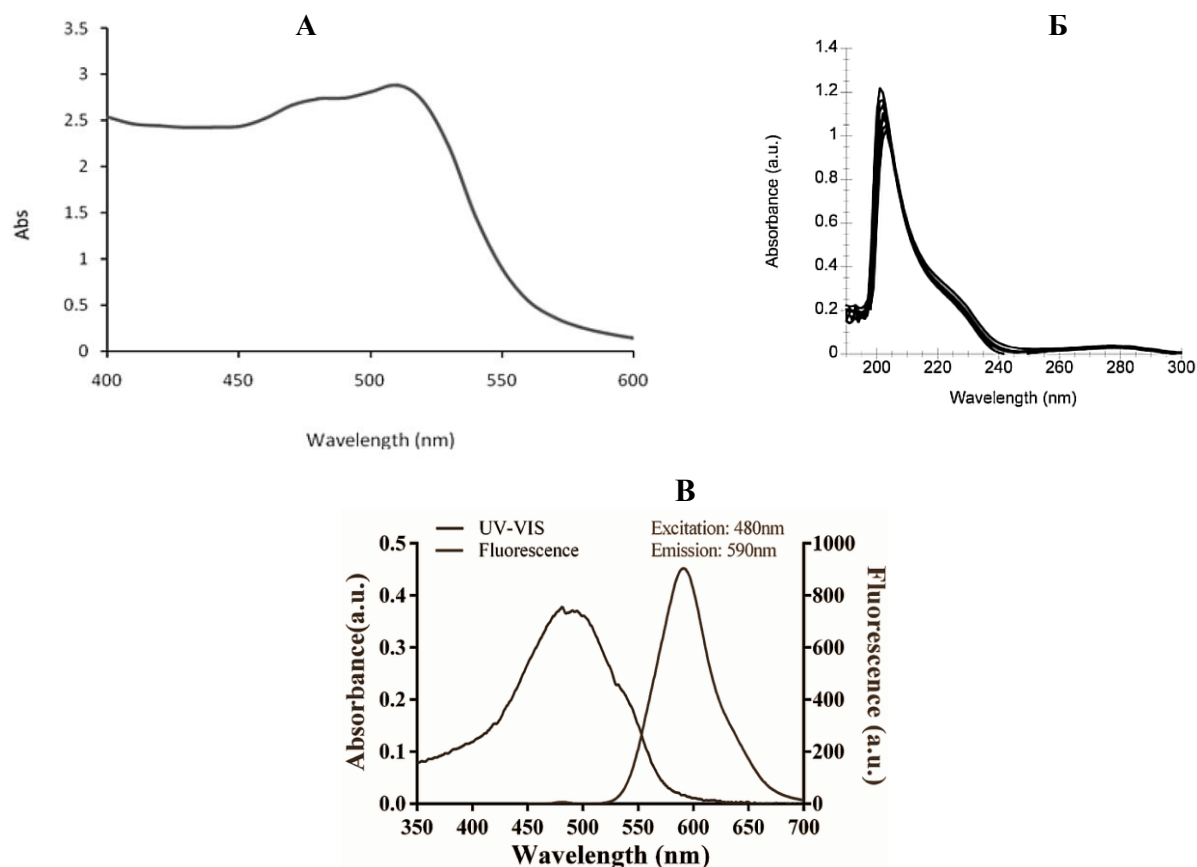 А
3.5
3
2.5
2
1.5
1
0.5
0
Abs
400 450 500 550 600
Wavelength (nm)
Б
1.4
1.2
1
0.8
0.6
0.4
0.2
0
Absorbance (a.u.)
200 220 240 260 280 300
Wavelength (nm)
В
UV-VIS
Fluorescence
Excitation: 480nm
Emission: 590nm
0.5
0.4
0.3
0.2
0.1
0.0
Absorbance(a.u.)
1000
800
600
400
200
0
Fluorescence (a.u.)
350 400 450 500 550 600 650 700
Wavelength (nm)